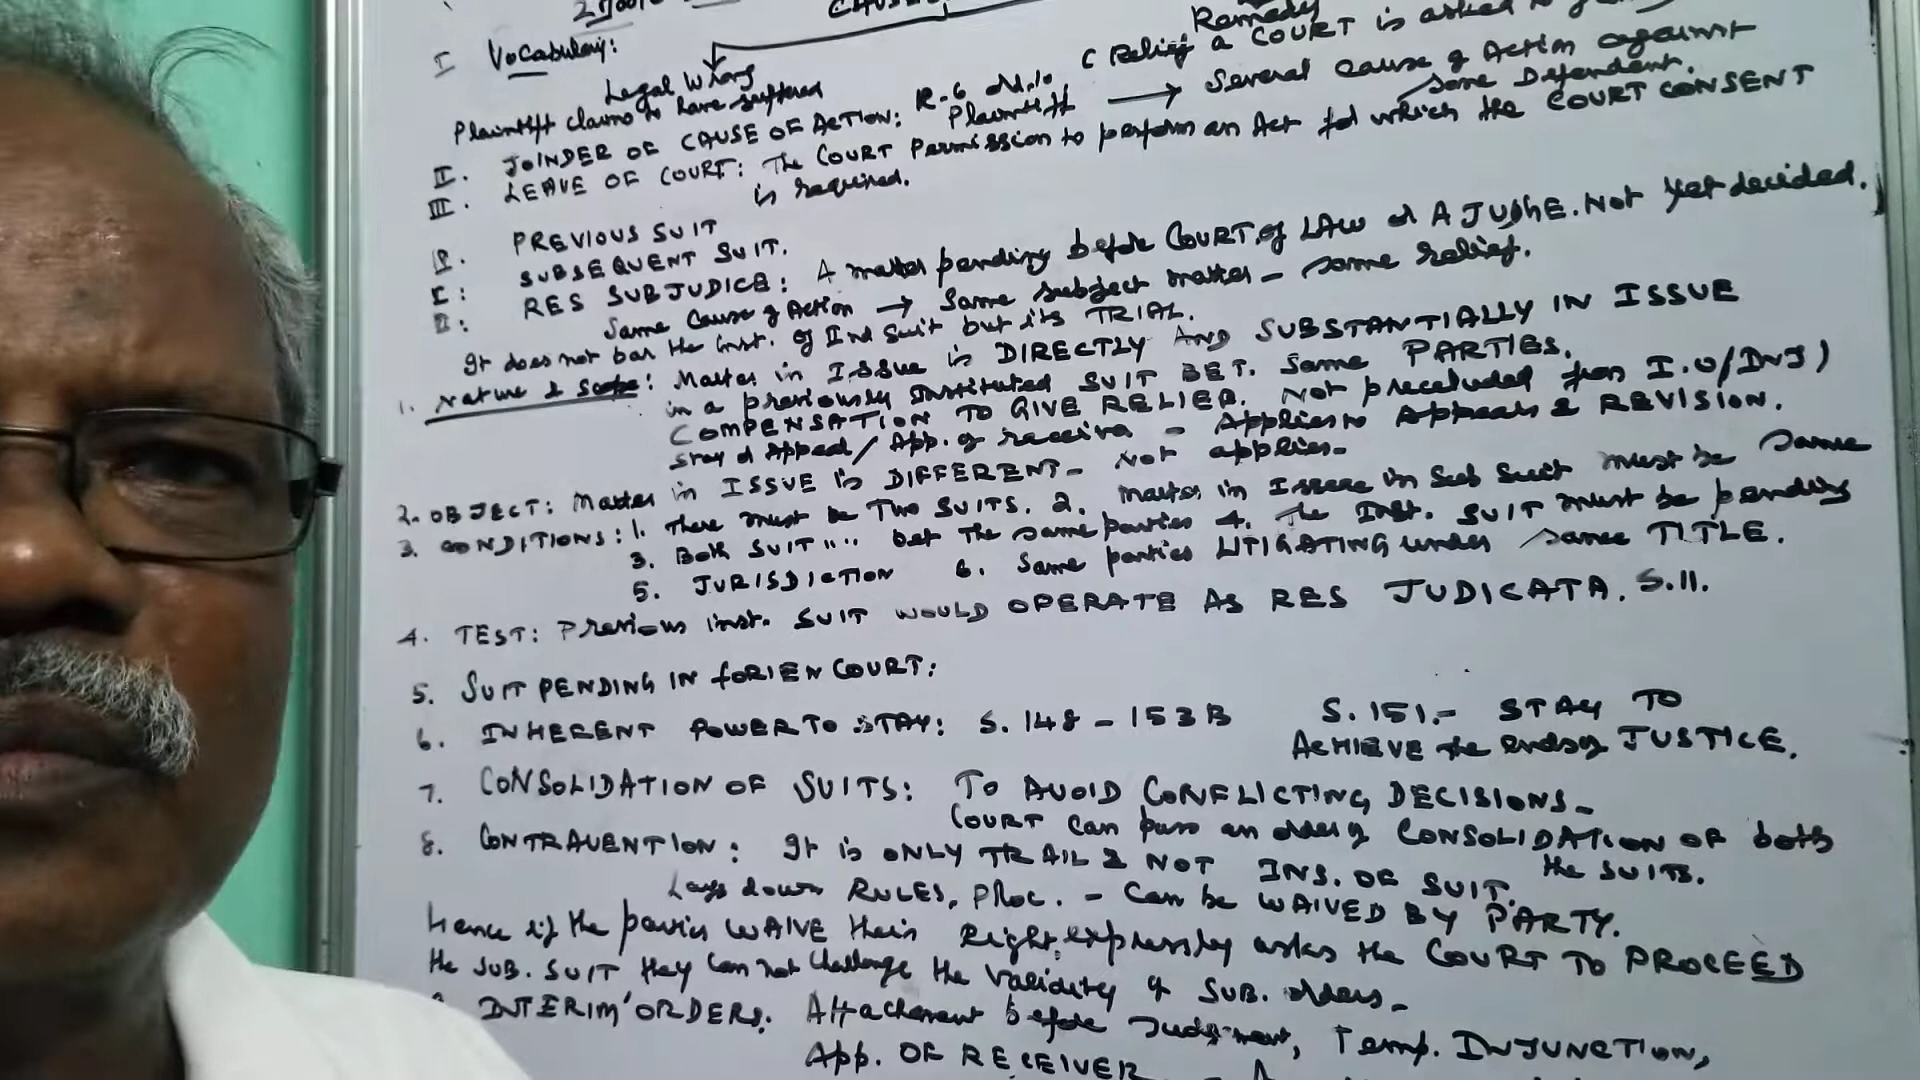 I Vocabulary:
Legal Wrong
Remedy
Plaintiff claims to have suffered
( Relief a COURT is asked to
II. JOINDER OF CAUSE OF ACTION: R-6 Plaintiff → Several cause of Action against same Defendant.
III. LEAVE OF COURT: The COURT Permission to perform an Act for which the COURT CONSENT
is required.
PREVIOUS SUIT
SUBSEQUENT SUIT.
RES SUBJUDICE: A matter pending before COURT of LAW or A JUDGE. Not yet decided.
Same Cause of Action → Same subject matter - same relief.
It does not bar the inst. of IInd suit but its TRIAL.
1. Nature & Scope: Matter in Issue is DIRECTLY AND SUBSTANTIALLY IN ISSUE
in a previously instituted SUIT BET. Same PARTIES.
COMPENSATION TO GIVE RELIEF. Not precluded from I.O/INJ)
Stay of Appeal / App. of receiver - Applies to Appeals & REVISION.
2. OBJECT: Matter in ISSUE is DIFFERENT - Not applies-
3. CONDITIONS: 1. There must be Two SUITS. 2. Matter in Issue in Sub Suit must be same
3. Both SUIT '' '' bet the same parties 4. The Inst. SUIT must be pending
5. JURISDICTION 6. Same parties LITIGATING under same TITLE.
4. TEST: Previous inst. SUIT WOULD OPERATE AS RES JUDICATA. S.11.
5. SUIT PENDING IN FORIEN COURT:
6. INHERENT POWER TO STAY: S. 148 - 153B S. 151.- STAY TO
ACHIEVE the ends of JUSTICE.
7. CONSOLIDATION OF SUITS: TO AVOID CONFLICTING DECISIONS-
COURT can pass an order of CONSOLIDATION OF both
the SUITS.
8. CONTRAVENTION: It is ONLY TRAIL & NOT INS. OF SUIT.
Lays down RULES, PROC. - Can be WAIVED BY PARTY.
Hence if the parties WAIVE their Right, expressly asks the COURT TO PROCEED
the SUB. SUIT they can not challenge the validity of SUB. orders-
INTERIM ORDERS: Attachment before Judgment, Temp. INJUNCTION,
App. OF RECEIVER